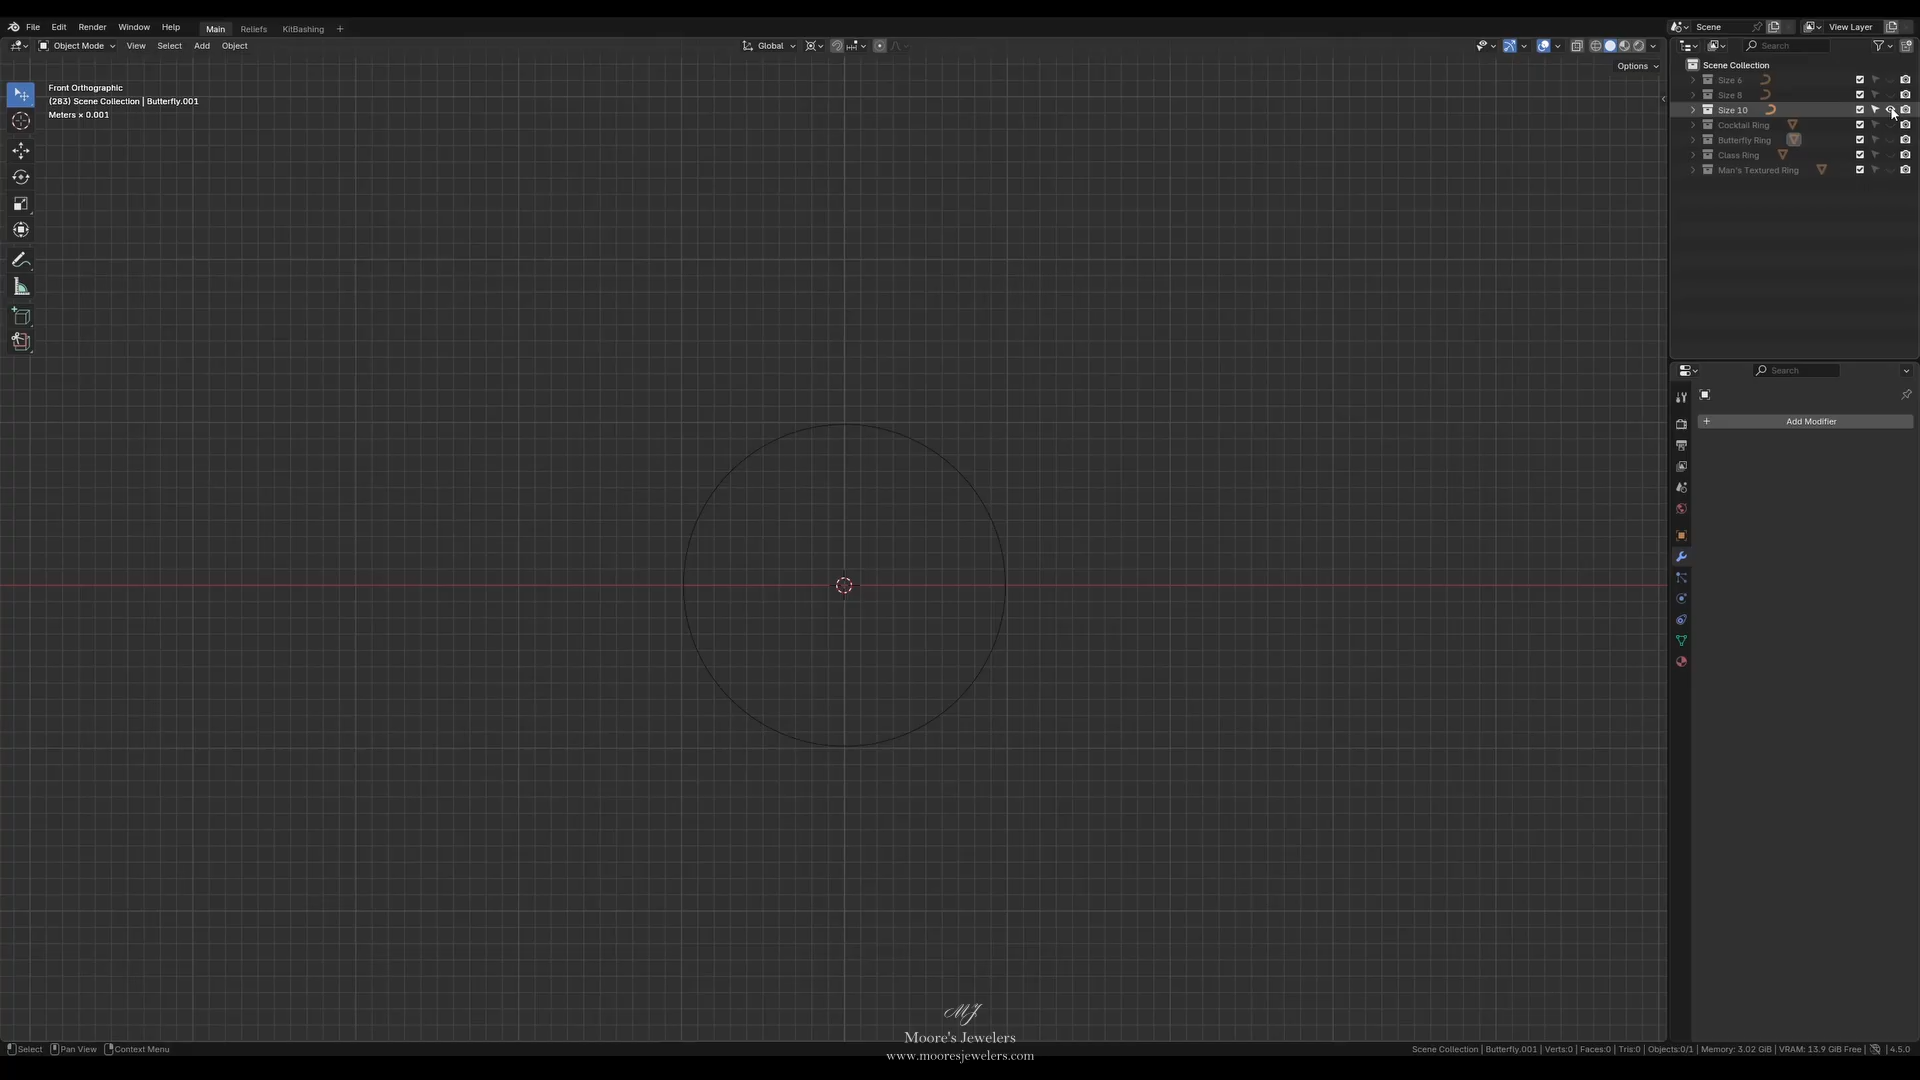 File Edit Render Window Help Main Reliefs KitBashing + Scene View Layer
Object Mode View Select Add Object Global Search
Options
Front Orthographic
(283) Scene Collection | Butterfly.001
Meters × 0.001
Scene Collection
Size 6
Size 8
Size 10
Cocktail Ring
Butterfly Ring
Class Ring
Man's Textured Ring
Search
+ Add Modifier
MJ
Moore's Jewelers
www.mooresjewelers.com
Select Pan View Context Menu Scene Collection | Butterfly.001 | Verts:0 | Faces:0 | Tris:0 | Objects:0/1 | Memory: 3.02 GiB | VRAM: 13.9 GiB Free | 4.5.0